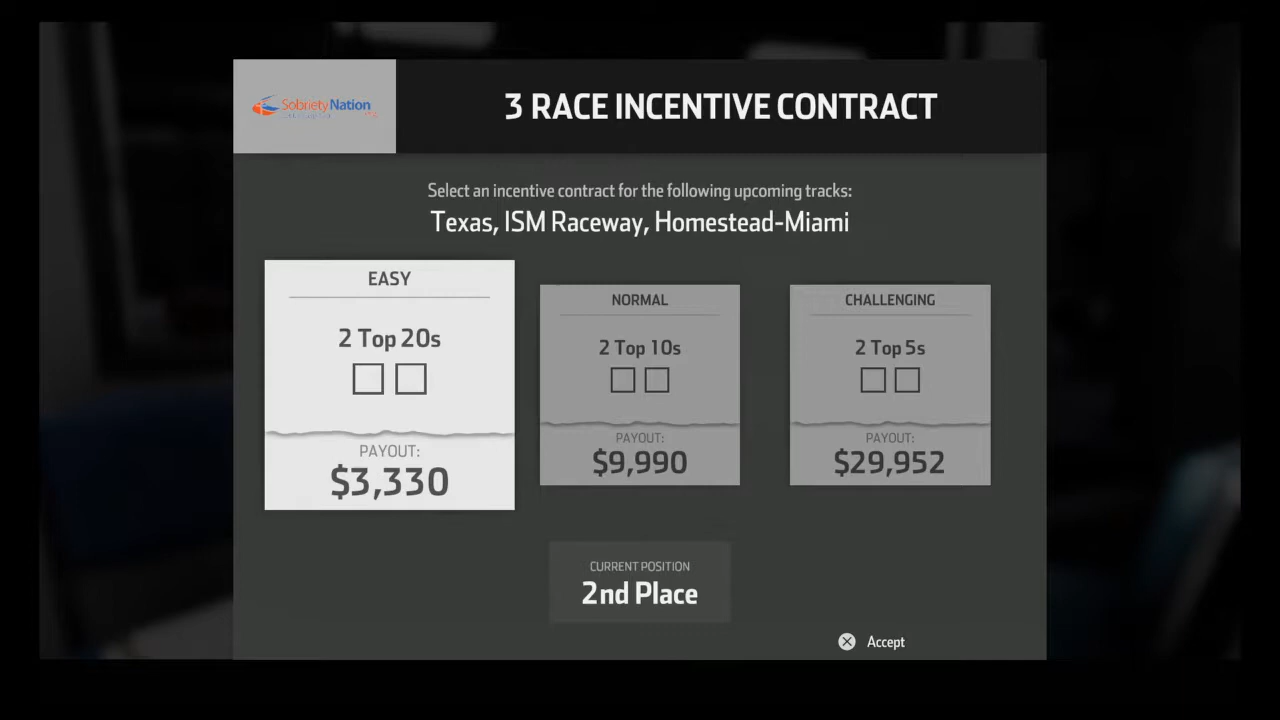 Sobriety Nation
3 RACE INCENTIVE CONTRACT
Select an incentive contract for the following upcoming tracks:
Texas, ISM Raceway, Homestead-Miami
EASY
2 Top 20s
PAYOUT:
$3,330
NORMAL
2 Top 10s
PAYOUT:
$9,990
CHALLENGING
2 Top 5s
PAYOUT:
$29,952
CURRENT POSITION
2nd Place
Accept